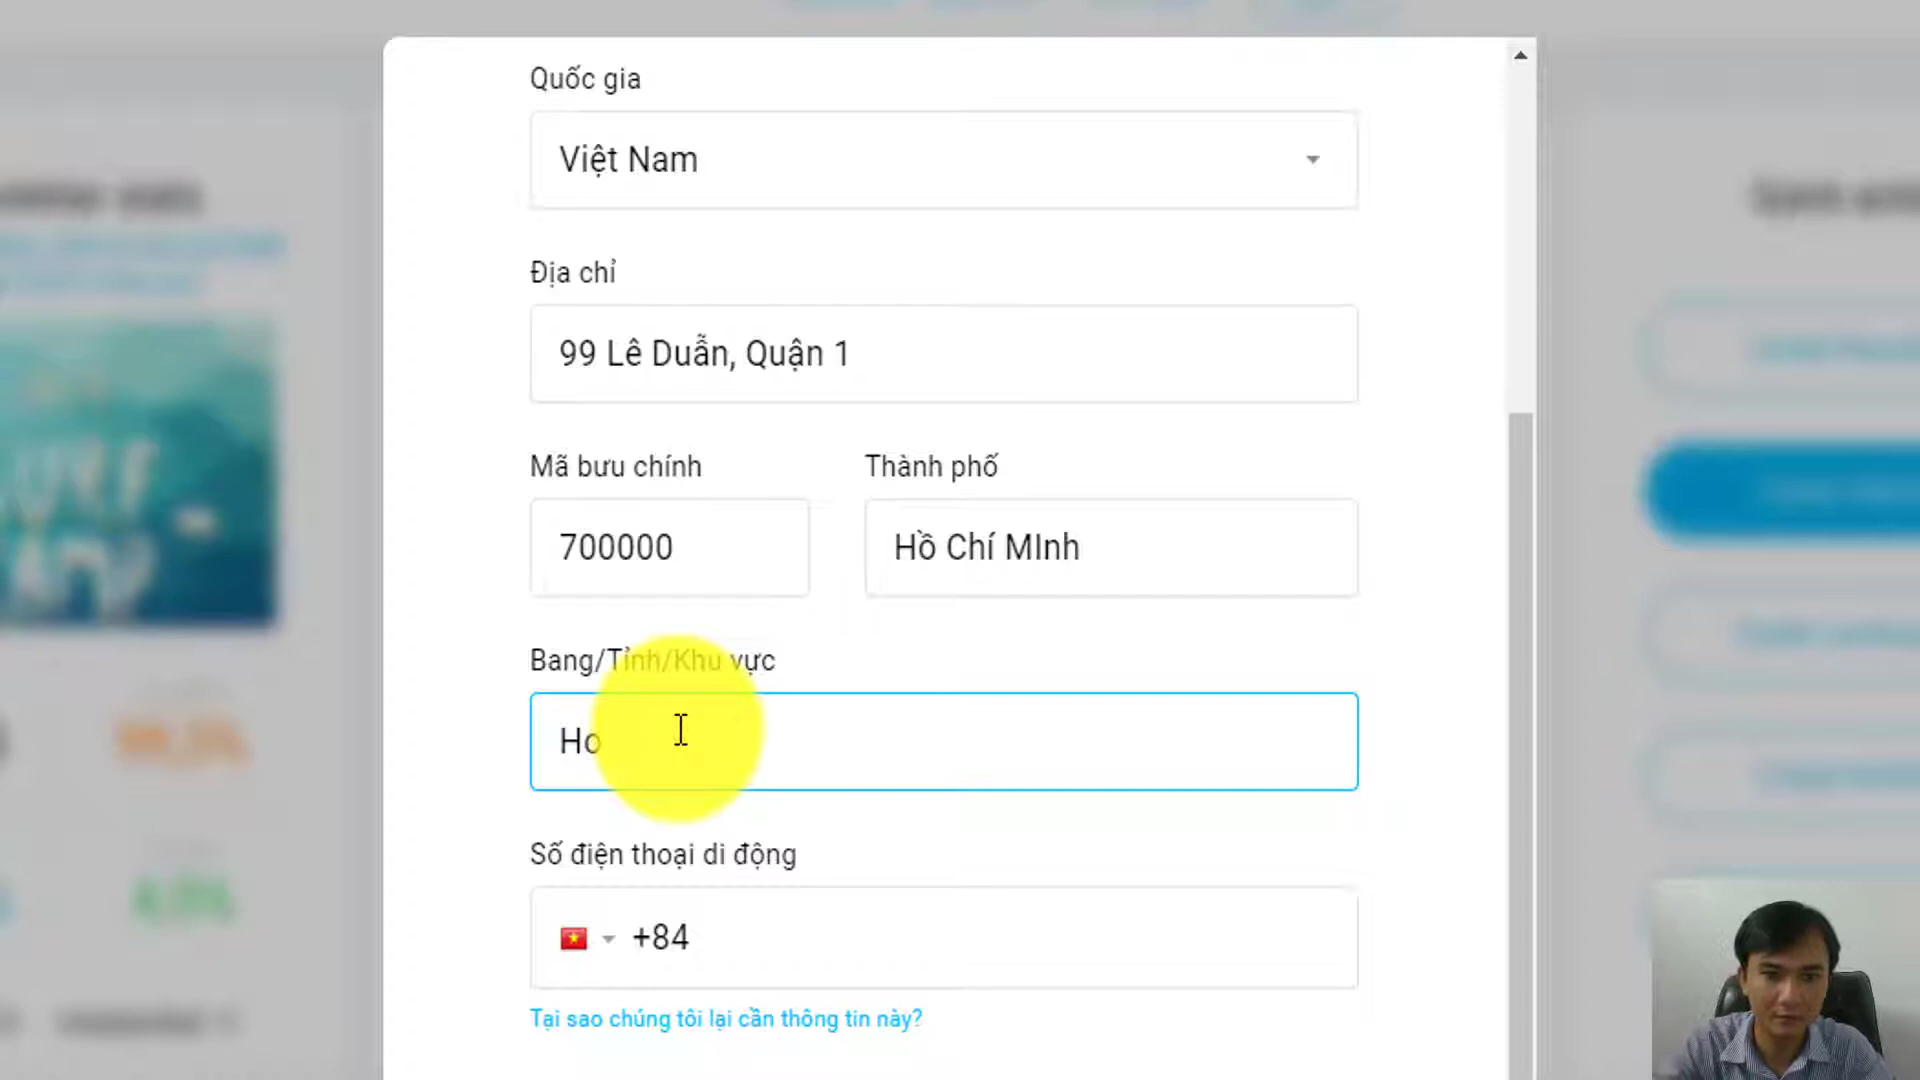 Quốc gia
Việt Nam
Địa chỉ
99 Lê Duẫn, Quận 1
Mã bưu chính
Thành phố
700000
Hồ Chí MInh
Bang/Tỉnh/Khu vực
Ho
Số điện thoại di động
+84
Tại sao chúng tôi lại cần thông tin này?